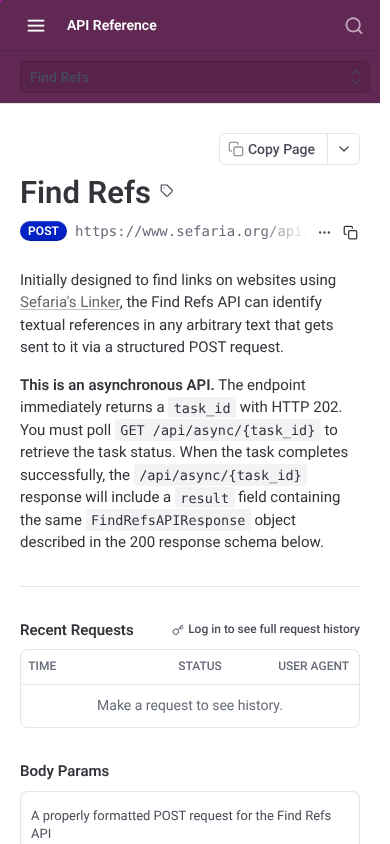 API Reference
Find Refs
Copy Page
Find Refs
POST https://www.sefaria.org/api
Initially designed to find links on websites using
Sefaria's Linker, the Find Refs API can identify
textual references in any arbitrary text that gets
sent to it via a structured POST request.
This is an asynchronous API. The endpoint
immediately returns a task_id with HTTP 202.
You must poll GET /api/async/{task_id} to
retrieve the task status. When the task completes
successfully, the /api/async/{task_id}
response will include a result field containing
the same FindRefsAPIResponse object
described in the 200 response schema below.
Recent Requests Log in to see full request history
TIME STATUS USER AGENT
Make a request to see history.
Body Params
A properly formatted POST request for the Find Refs
API